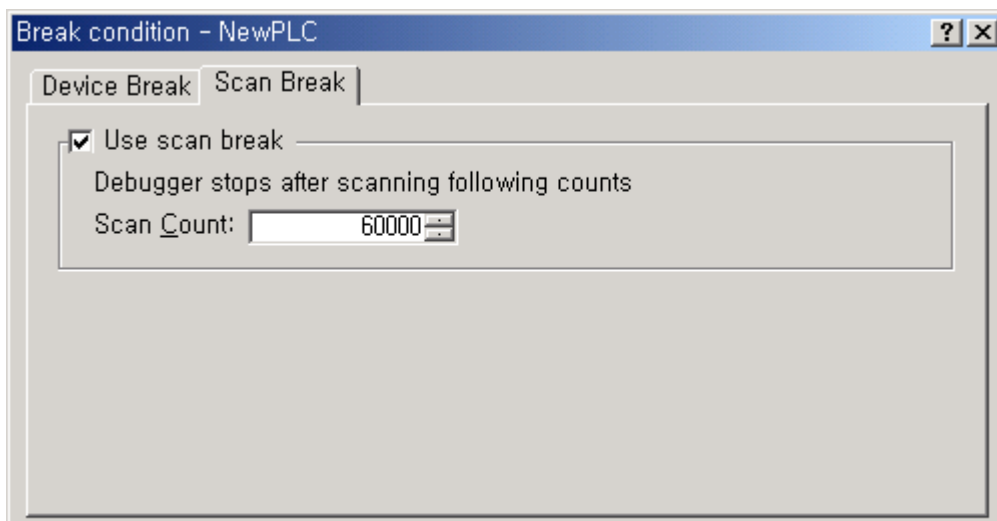 Break condition - NewPLC
Device Break Scan Break
Use scan break
Debugger stops after scanning following counts
Scan Count: 60000